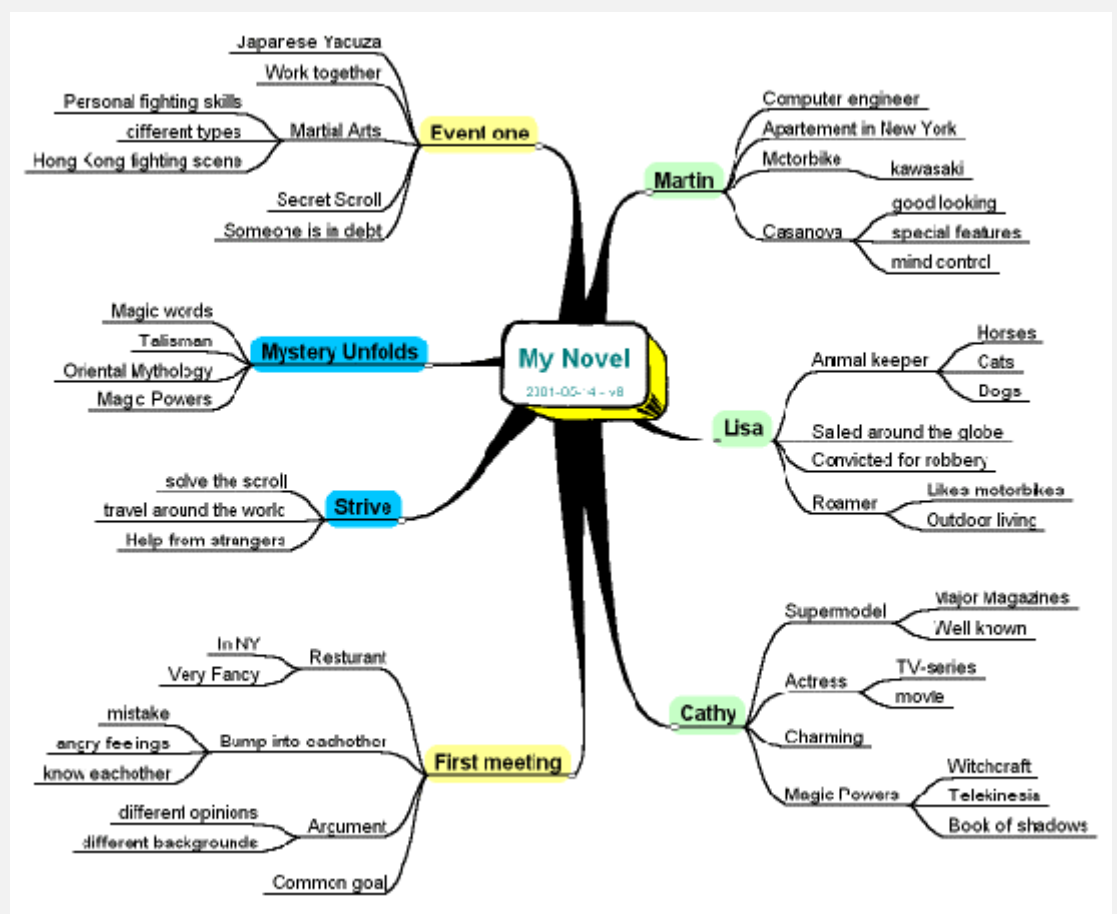 My Novel
Event one
Japanese Yacuza
Work together
Martial Arts
Personal fighting skills
different types
Hong Kong fighting scene
Secret Scroll
Someone is in debt
Mystery Unfolds
Magic words
Talisman
Oriental Mythology
Magic Powers
Strive
solve the scroll
travel around the world
Help from strangers
First meeting
Resturant
In NY
Very Fancy
Bump into eachother
mistake
angry feelings
know eachother
Argument
different opinions
different backgrounds
Common goal
Martin
Computer engineer
Apartement in New York
Motorbike
kawasaki
Casanova
good looking
special features
mind control
Lisa
Animal keeper
Horses
Cats
Dogs
Sailed around the globe
Convicted for robbery
Roamer
Likes motorbikes
Outdoor living
Cathy
Supermodel
Major Magazines
Well known
Actress
TV-series
movie
Charming
Magic Powers
Witchcraft
Telekinesia
Book of shadows